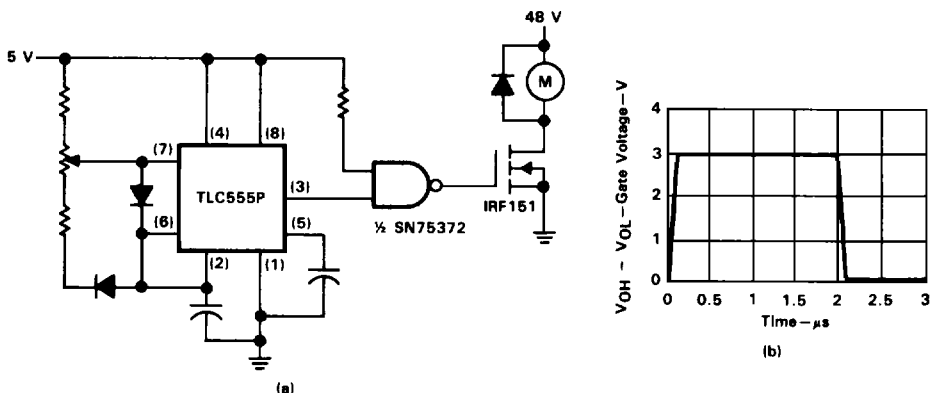 48 V
5 V
(4)
(8)
M
(7)
TLC555P
(3)
(6)
(5)
(2)
(1)
½ SN75372
IRF151
(a)
VOH – VOL – Gate Voltage – V
4
3
2
1
0
0 0.5 1 1.5 2 2.5 3
Time – μs
(b)